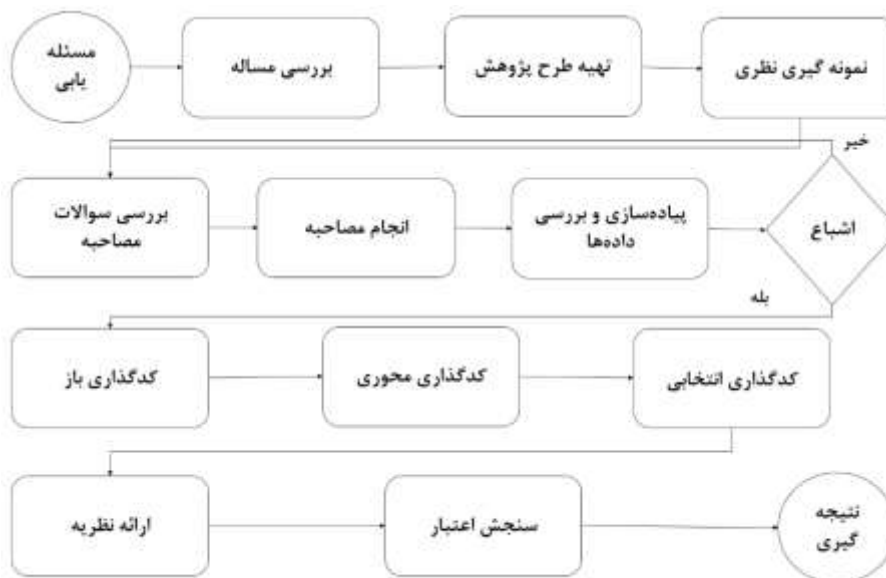 مسئله
یابی
بررسی مساله
تهیه طرح پژوهش
نمونه گیری نظری
خیر
بررسی سوالات
مصاحبه
انجام مصاحبه
پیاده‌سازی و بررسی
داده‌ها
اشباع
بله
کدگذاری باز
کدگذاری محوری
کدگذاری انتخابی
ارائه نظریه
سنجش اعتبار
نتیجه
گیری